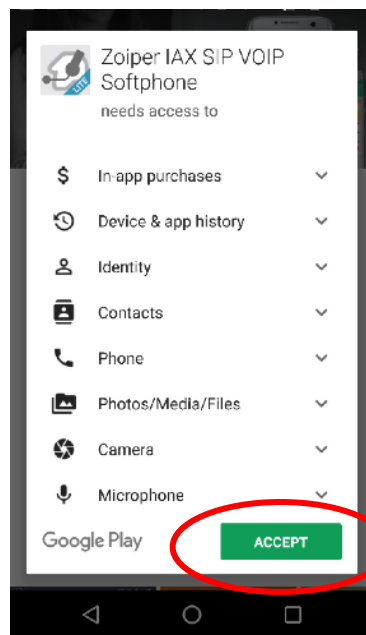 Zoiper IAX SIP VOIP
Softphone
LITE
needs access to
$ In-app purchases
Device & app history
Identity
Contacts
Phone
Photos/Media/Files
Camera
Microphone
Google Play
ACCEPT